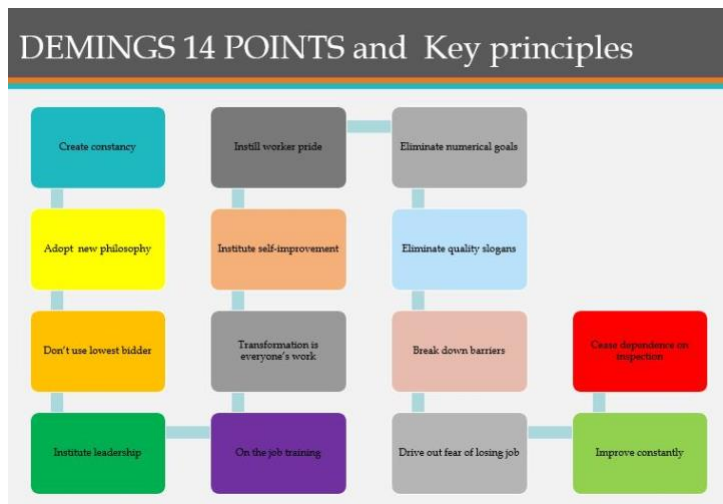 DEMINGS 14 POINTS and Key principles
Create constancy
Adopt new philosophy
Don't use lowest bidder
Institute leadership
On the job training
Transformation is
everyone's work
Institute self-improvement
Instill worker pride
Eliminate numerical goals
Eliminate quality slogans
Break down barriers
Drive out fear of losing job
Improve constantly
Cease dependence on
inspection